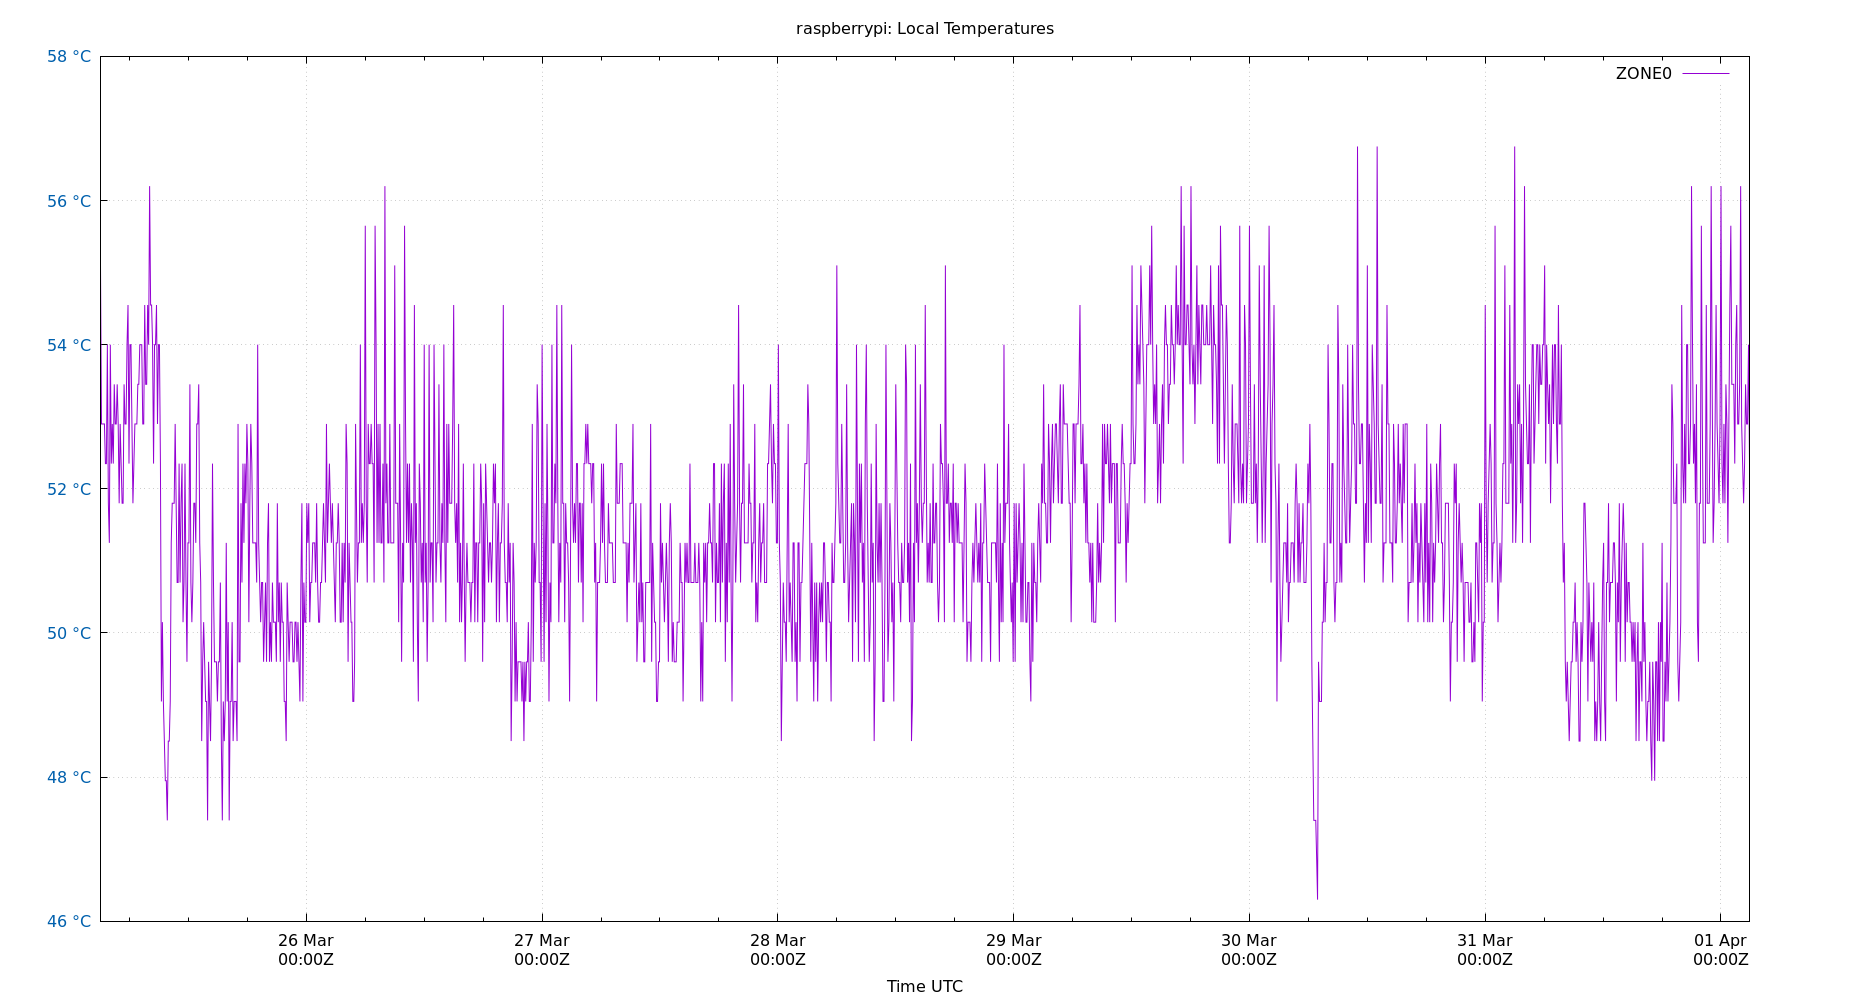 raspberrypi: Local Temperatures
58 °C
ZONE0
56 °C
54 °C
52 °C
50 °C
48 °C
46 °C
26 Mar 27 Mar 28 Mar 29 Mar 30 Mar 31 Mar 01 Apr
00:00Z 00:00Z 00:00Z 00:00Z 00:00Z 00:00Z 00:00Z
Time UTC